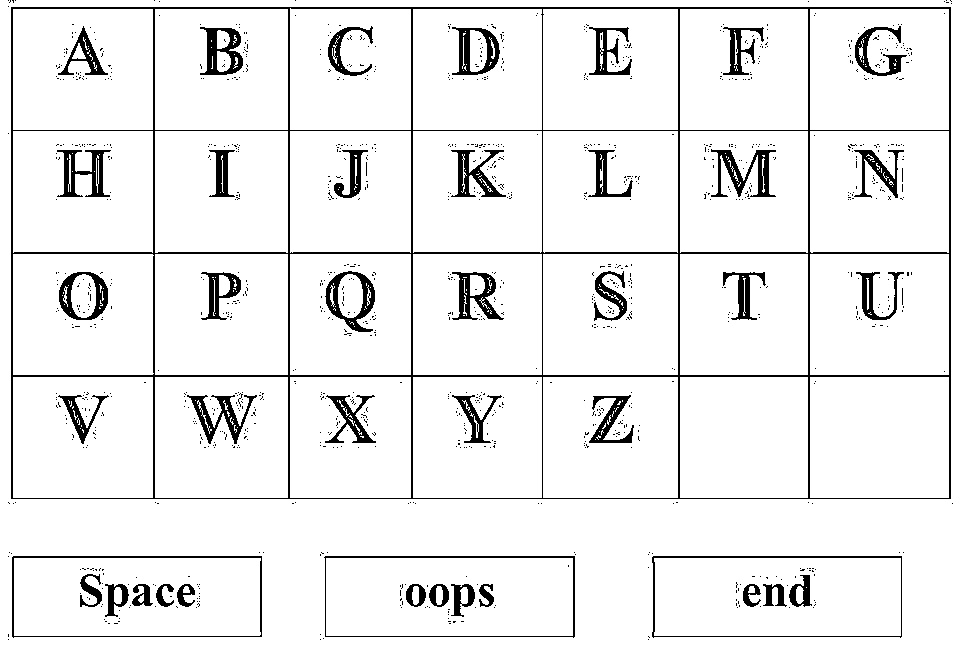 A B C D E F G
H I J K L M N
O P Q R S T U
V W X Y Z
Space oops end